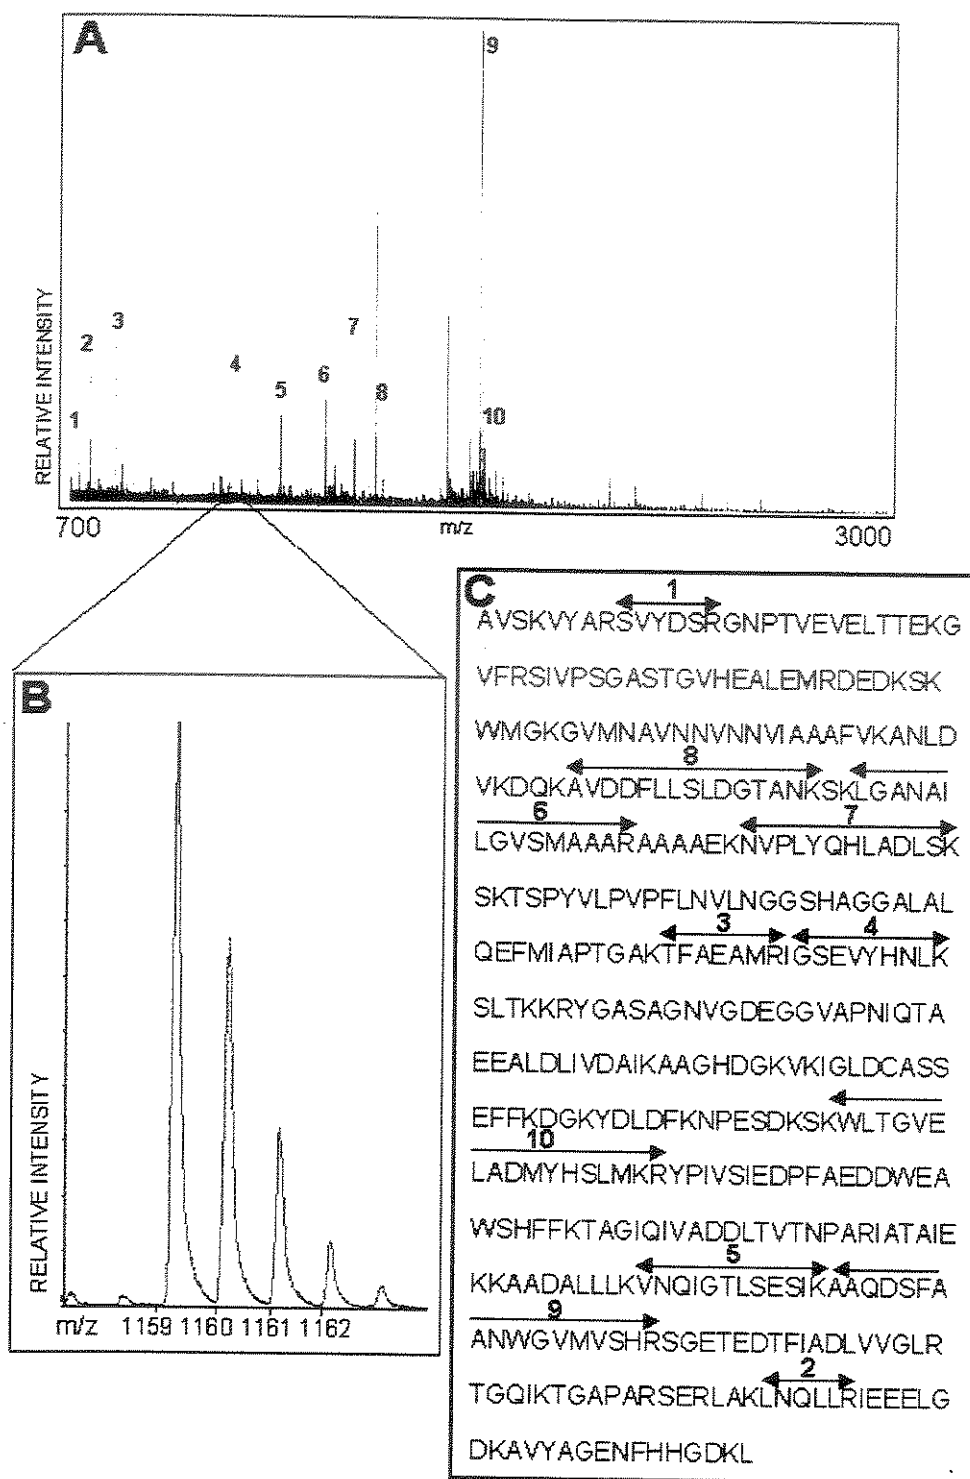 A
RELATIVE INTENSITY
1
2
3
4
5
6
7
8
9
10
700
m/z
3000
B
RELATIVE INTENSITY
m/z 1159 1160 1161 1162
C
1
AVSKVYARSVYDSRGNPTVEVELTTEKG
VFRSIVPSGASTGVHEALEMRDEDKSK
WMGKGVMNAVNNVNNVIAAAFVKANLD
8
VKDQKAVDDFLLSLDGTANKSKLGANAI
6 7
LGVSMAAARAAAAEKNVPLYQHLADLSK
SKTSPYVLPVPFLNVLNGGSHAGGALAL
3 4
QEFMIAPTGAKTFAEAMRIGSEVYHNLK
SLTKKRYGASAGNVGDEGGVAPNIQTA
EEALDLIVDAIKAAGHDGKVKIGLDCASS
EFFKDGKYDLDFKNPESDKSKWLTGVE
10
LADMYHSLMKRYPIVSIEDPFAEDDWEA
WSHFFKTAGIQIVADDLTVTNPARIATAIE
5
KKAADALLLKVNQIGTLSESIKAAQDSFA
9
ANWGVMVSHRSGETEDTFIADLVVGLR
2
TGQIKTGAPARSERLAKLNQLLRIEEELG
DKAVYAGENFHHGDKL